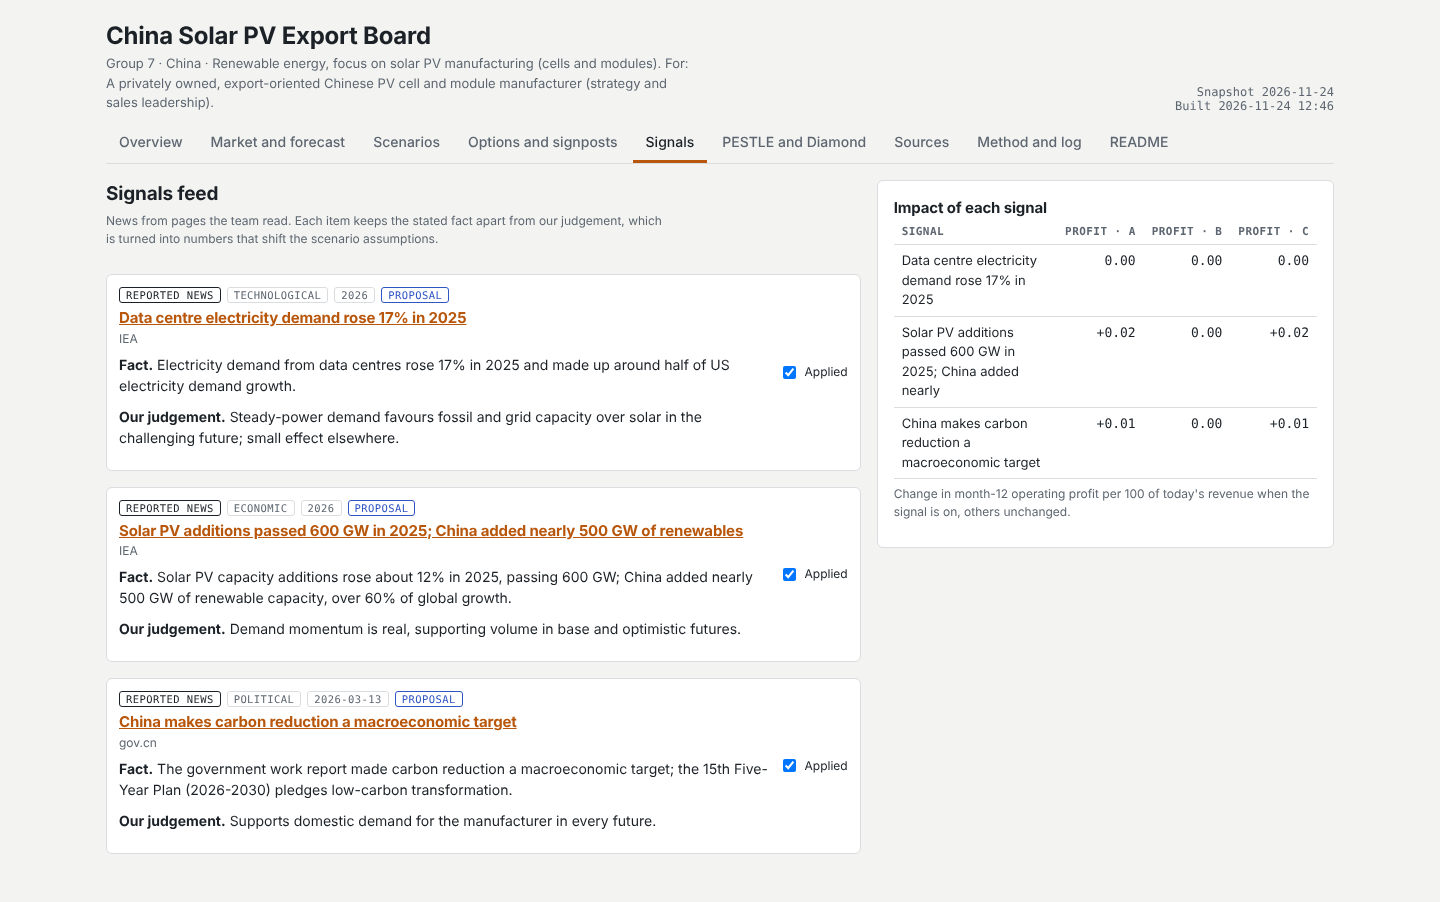 China Solar PV Export Board
Group 7 · China · Renewable energy, focus on solar PV manufacturing (cells and modules). For:
A privately owned, export-oriented Chinese PV cell and module manufacturer (strategy and
sales leadership).
Snapshot 2026-11-24
Built 2026-11-24 12:46
Overview Market and forecast Scenarios Options and signposts Signals PESTLE and Diamond Sources Method and log README
Signals feed
News from pages the team read. Each item keeps the stated fact apart from our judgement, which
is turned into numbers that shift the scenario assumptions.
REPORTED NEWS TECHNOLOGICAL 2026 PROPOSAL
Data centre electricity demand rose 17% in 2025
IEA
Fact. Electricity demand from data centres rose 17% in 2025 and made up around half of US
electricity demand growth.
Our judgement. Steady-power demand favours fossil and grid capacity over solar in the
challenging future; small effect elsewhere.
Applied
REPORTED NEWS ECONOMIC 2026 PROPOSAL
Solar PV additions passed 600 GW in 2025; China added nearly 500 GW of renewables
IEA
Fact. Solar PV capacity additions rose about 12% in 2025, passing 600 GW; China added nearly
500 GW of renewable capacity, over 60% of global growth.
Our judgement. Demand momentum is real, supporting volume in base and optimistic futures.
Applied
REPORTED NEWS POLITICAL 2026-03-13 PROPOSAL
China makes carbon reduction a macroeconomic target
gov.cn
Fact. The government work report made carbon reduction a macroeconomic target; the 15th Five-
Year Plan (2026-2030) pledges low-carbon transformation.
Our judgement. Supports domestic demand for the manufacturer in every future.
Applied
Impact of each signal
SIGNAL PROFIT · A PROFIT · B PROFIT · C
Data centre electricity 0.00 0.00 0.00
demand rose 17% in
2025
Solar PV additions +0.02 0.00 +0.02
passed 600 GW in
2025; China added
nearly
China makes carbon +0.01 0.00 +0.01
reduction a
macroeconomic target
Change in month-12 operating profit per 100 of today's revenue when the
signal is on, others unchanged.